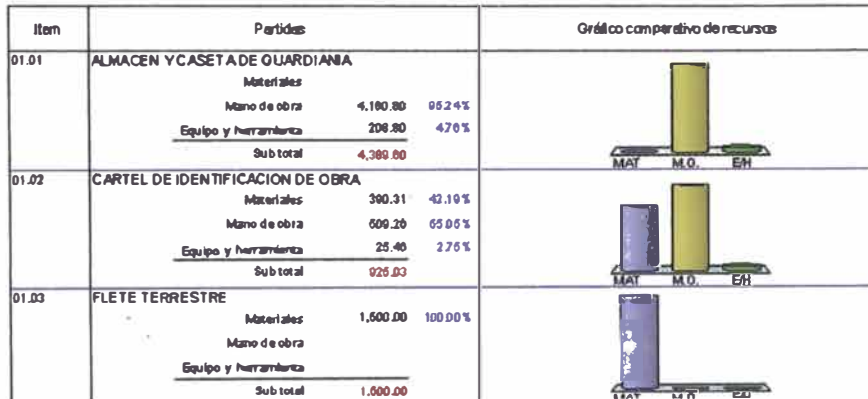 Item Partidas Gráfico comparativo de recursos
01.01 ALMACEN Y CASETA DE GUARDIANIA
Materiales
Mano de obra 4,180.80 95.24%
Equipo y herramienta 208.80 4.76%
Subtotal 4,389.60
MAT M.O. E/H
01.02 CARTEL DE IDENTIFICACION DE OBRA
Materiales 390.31 42.19%
Mano de obra 509.26 55.05%
Equipo y herramienta 25.46 2.75%
Subtotal 925.03
MAT M.O. E/H
01.03 FLETE TERRESTRE
Materiales 1,500.00 100.00%
Mano de obra
Equipo y herramienta
Subtotal 1,500.00
MAT M.O. E/H